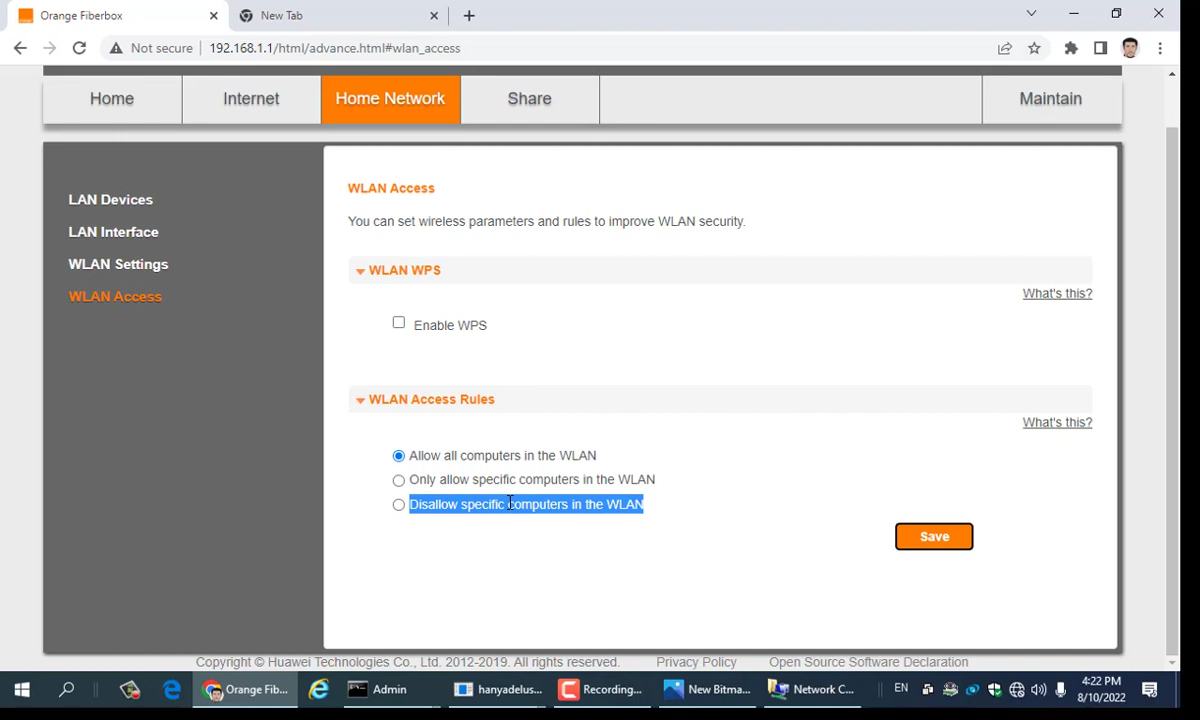 Orange Fiberbox
New Tab
Not secure
192.168.1.1/html/advance.html#wlan_access
Home
Internet
Home Network
Share
Maintain
LAN Devices
LAN Interface
WLAN Settings
WLAN Access
WLAN Access
You can set wireless parameters and rules to improve WLAN security.
WLAN WPS
What's this?
Enable WPS
WLAN Access Rules
What's this?
Allow all computers in the WLAN
Only allow specific computers in the WLAN
Disallow specific computers in the WLAN
Save
Copyright © Huawei Technologies Co., Ltd. 2012-2019. All rights reserved.
Privacy Policy
Open Source Software Declaration
Orange Fib...
Admin
hanyadelus...
Recording...
New Bitma...
Network C...
EN
4:22 PM
8/10/2022